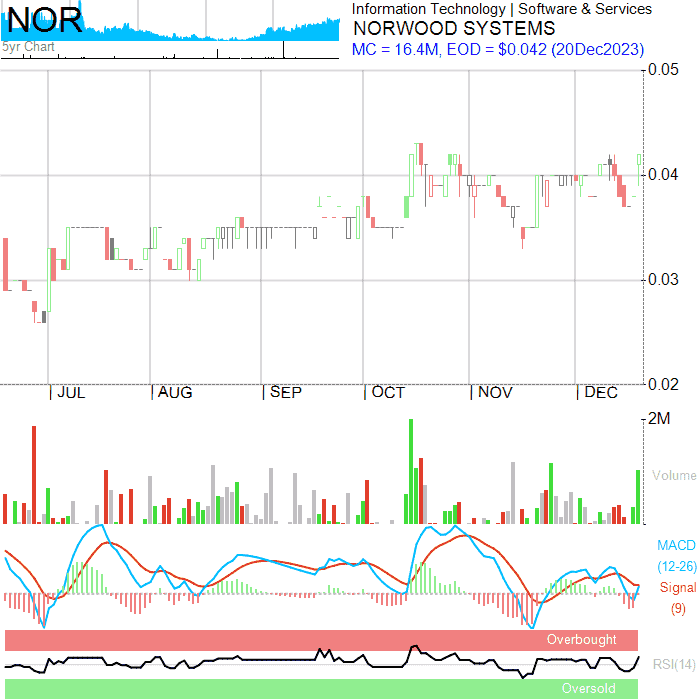 NOR
5yr Chart
Information Technology | Software & Services
NORWOOD SYSTEMS
MC = 16.4M, EOD = $0.042 (20Dec2023)
0.05
0.04
0.03
0.02
| JUL | AUG | SEP | OCT | NOV | DEC
2M
Volume
MACD
(12-26)
Signal
(9)
Overbought
RSI(14)
Oversold